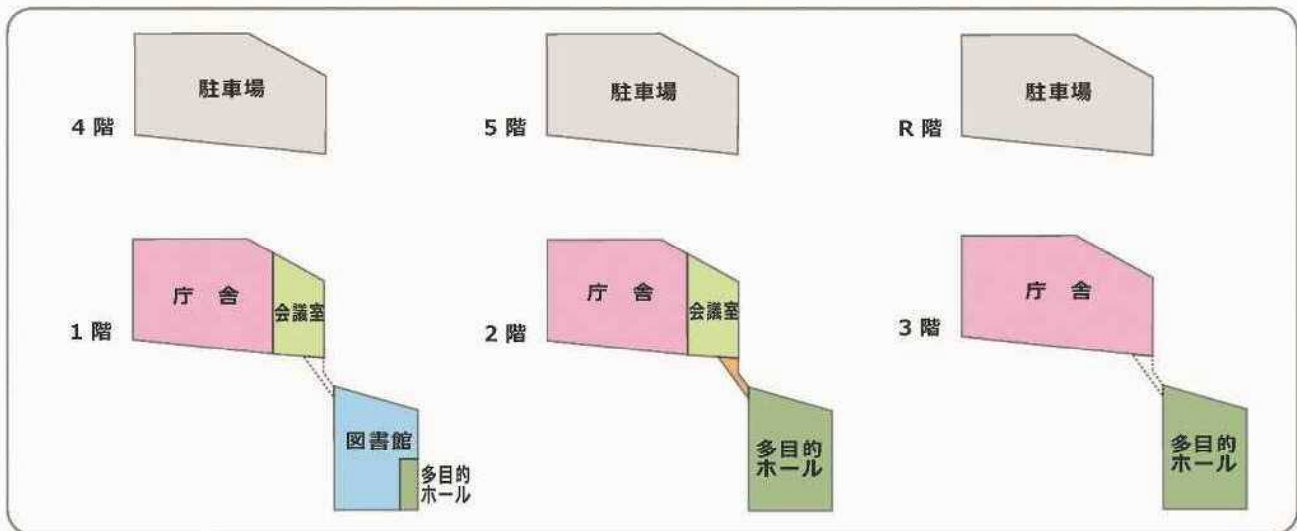 駐車場
4 階
駐車場
5 階
駐車場
R 階
庁 舎
会議室
1 階
図書館
多目的
ホール
庁 舎
会議室
2 階
多目的
ホール
庁 舎
3 階
多目的
ホール